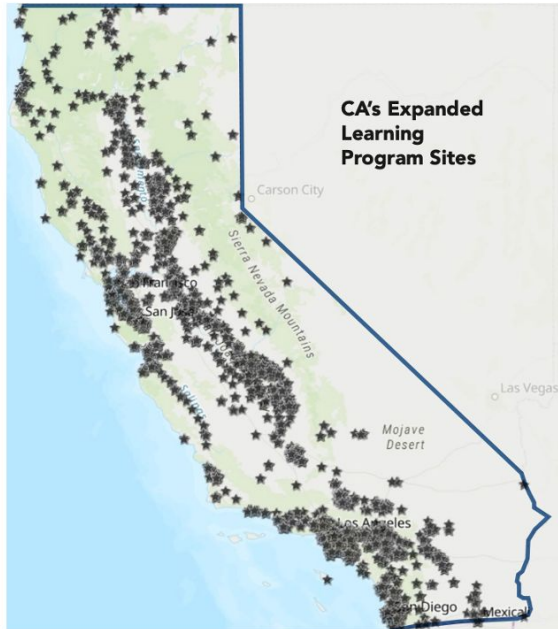 CA's Expanded
Learning
Program Sites
Carson City
Sierra Nevada Mountains
San Jose
Las Vegas
Mojave
Desert
Los Angeles
San Diego
Mexicali